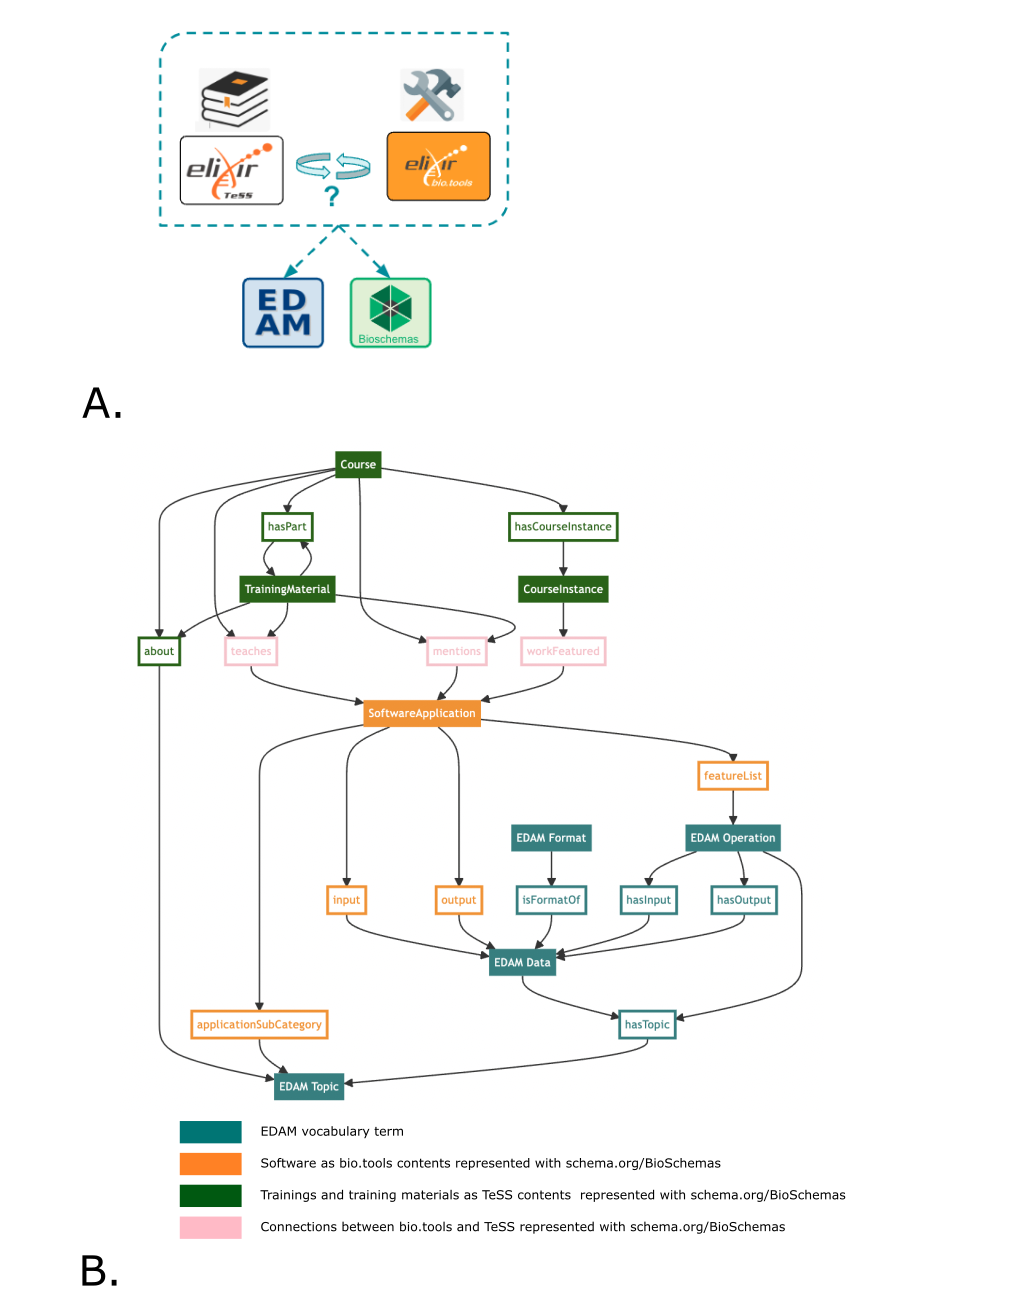 elixir
TeSS
elixir
bio.tools
?
ED
AM
Bioschemas
A.
Course
hasPart
hasCourseInstance
TrainingMaterial
CourseInstance
about
teaches
mentions
workFeatured
SoftwareApplication
featureList
EDAM Format
EDAM Operation
input
output
isFormatOf
hasInput
hasOutput
EDAM Data
applicationSubCategory
hasTopic
EDAM Topic
EDAM vocabulary term
Software as bio.tools contents represented with schema.org/BioSchemas
Trainings and training materials as TeSS contents  represented with schema.org/BioSchemas
Connections between bio.tools and TeSS represented with schema.org/BioSchemas
B.